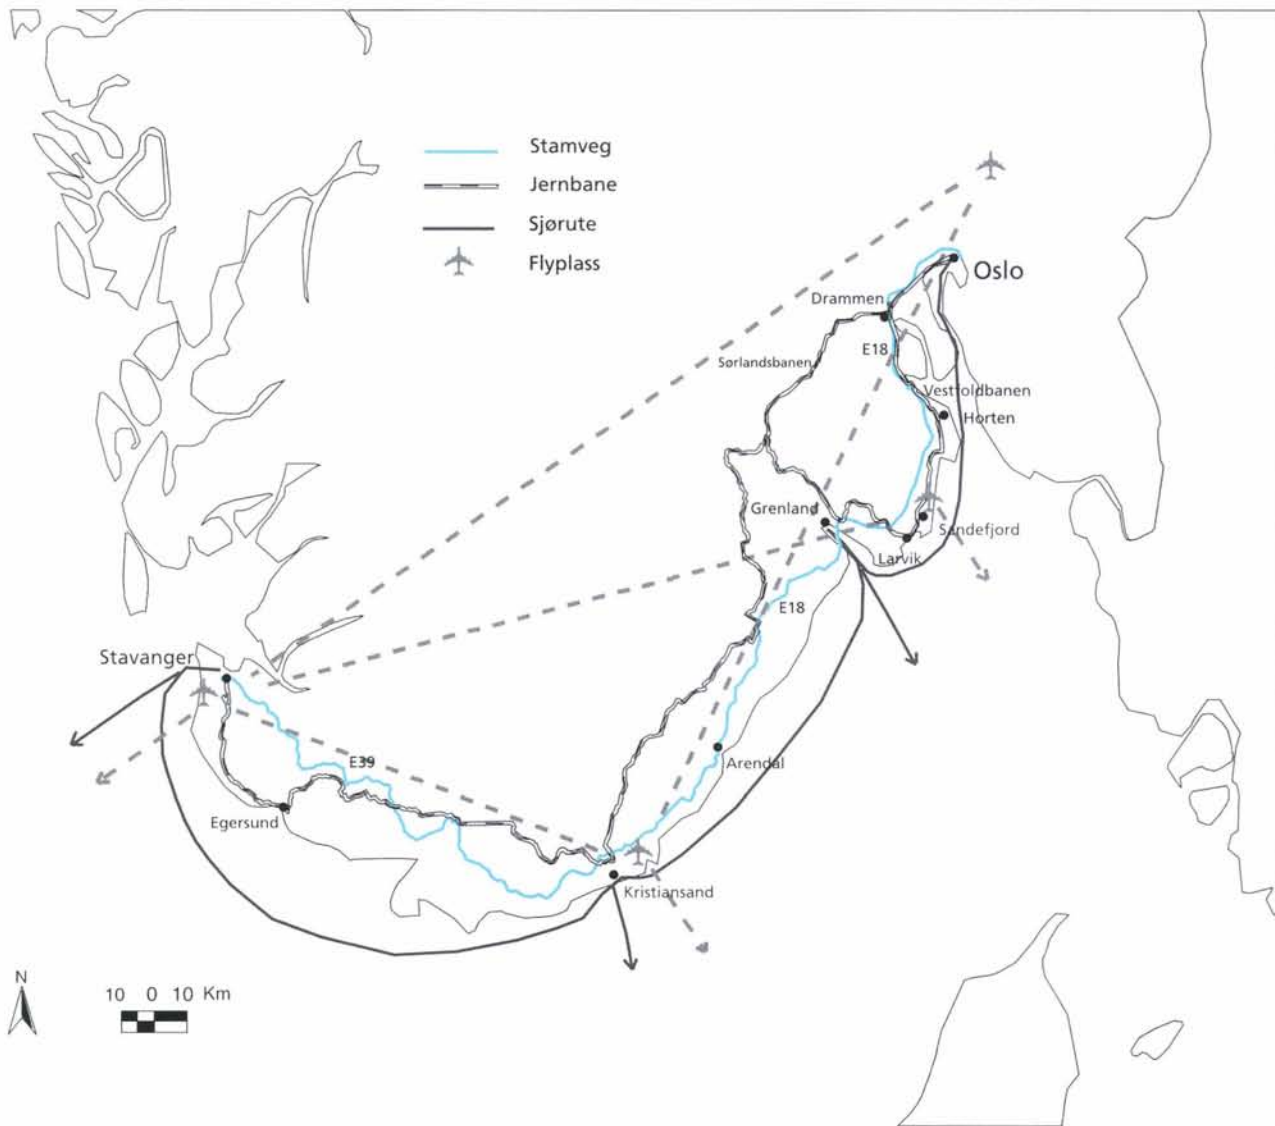 Stamveg
Jernbane
Sjørute
Flyplass
Oslo
Drammen
E18
Sørlandsbanen
Vestfoldbanen
Horten
Grenland
Sandefjord
Larvik
E18
Stavanger
Arendal
E39
Egersund
Kristiansand
N
10 0 10 Km